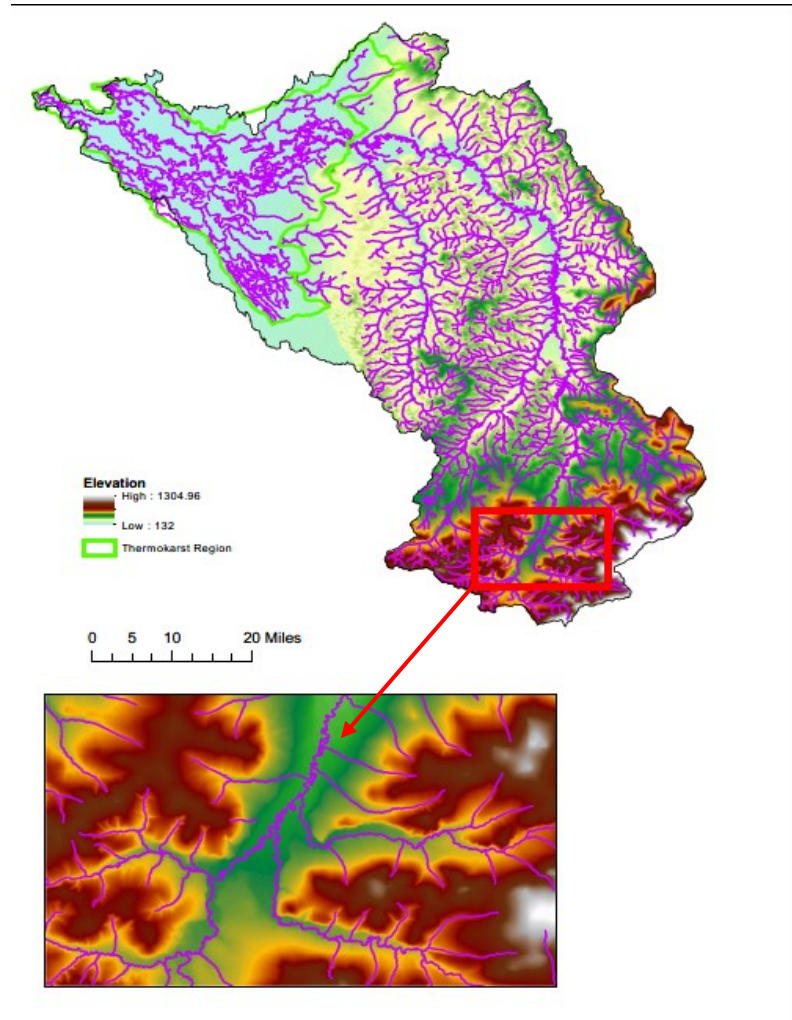 Elevation
High : 1304.96
Low : 132
Thermokarst Region
0 5 10 20 Miles